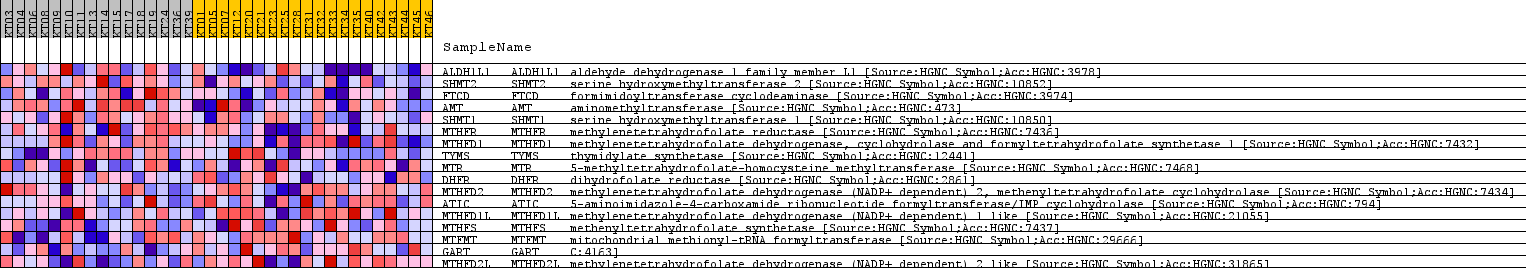 KT03 KT04 KT06 KT08 KT09 KT10 KT11 KT13 KT14 KT15 KT17 KT18 KT19 KT24 KT36 KT39 KT01 KT05 KT07 KT12 KT20 KT21 KT23 KT25 KT28 KT31 KT32 KT33 KT34 KT35 KT40 KT42 KT43 KT44 KT45 KT46
SampleName
ALDH1L1 ALDH1L1 aldehyde dehydrogenase 1 family member L1 [Source:HGNC Symbol;Acc:HGNC:3978]
SHMT2 SHMT2 serine hydroxymethyltransferase 2 [Source:HGNC Symbol;Acc:HGNC:10852]
FTCD FTCD formimidoyltransferase cyclodeaminase [Source:HGNC Symbol;Acc:HGNC:3974]
AMT AMT aminomethyltransferase [Source:HGNC Symbol;Acc:HGNC:473]
SHMT1 SHMT1 serine hydroxymethyltransferase 1 [Source:HGNC Symbol;Acc:HGNC:10850]
MTHFR MTHFR methylenetetrahydrofolate reductase [Source:HGNC Symbol;Acc:HGNC:7436]
MTHFD1 MTHFD1 methylenetetrahydrofolate dehydrogenase, cyclohydrolase and formyltetrahydrofolate synthetase 1 [Source:HGNC Symbol;Acc:HGNC:7432]
TYMS TYMS thymidylate synthetase [Source:HGNC Symbol;Acc:HGNC:12441]
MTR MTR 5-methyltetrahydrofolate-homocysteine methyltransferase [Source:HGNC Symbol;Acc:HGNC:7468]
DHFR DHFR dihydrofolate reductase [Source:HGNC Symbol;Acc:HGNC:2861]
MTHFD2 MTHFD2 methylenetetrahydrofolate dehydrogenase (NADP+ dependent) 2, methenyltetrahydrofolate cyclohydrolase [Source:HGNC Symbol;Acc:HGNC:7434]
ATIC ATIC 5-aminoimidazole-4-carboxamide ribonucleotide formyltransferase/IMP cyclohydrolase [Source:HGNC Symbol;Acc:HGNC:794]
MTHFD1L MTHFD1L methylenetetrahydrofolate dehydrogenase (NADP+ dependent) 1 like [Source:HGNC Symbol;Acc:HGNC:21055]
MTHFS MTHFS methenyltetrahydrofolate synthetase [Source:HGNC Symbol;Acc:HGNC:7437]
MTFMT MTFMT mitochondrial methionyl-tRNA formyltransferase [Source:HGNC Symbol;Acc:HGNC:29666]
GART GART C:4163]
MTHFD2L MTHFD2L methylenetetrahydrofolate dehydrogenase (NADP+ dependent) 2 like [Source:HGNC Symbol;Acc:HGNC:31865]